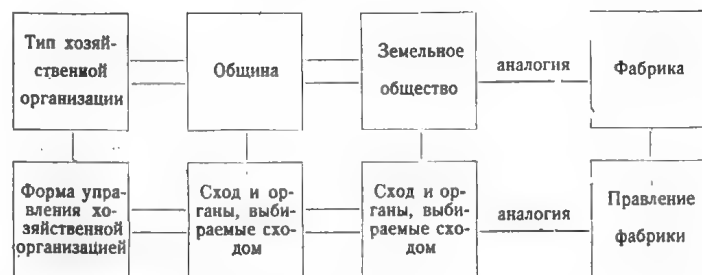 Тип хозяй-
ственной
организации
Община
Земельное
общество
аналогия
Фабрика
Форма упра-
вления хо-
зяйственной
организацией
Сход и ор-
ганы, выби-
раемые схо-
дом
Сход и ор-
ганы, выби-
раемые схо-
дом
аналогия
Правление
фабрики